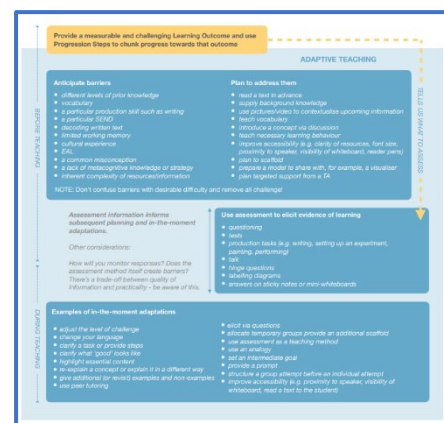 Provide a measurable and challenging Learning Outcome and use
Progression Steps to chunk progress towards that outcome
ADAPTIVE TEACHING
BEFORE TEACHING
TELLS US WHAT TO ASSESS
Anticipate barriers
different levels of prior knowledge
vocabulary
a particular production skill such as writing
a particular SEND
decoding written text
limited working memory
cultural experience
EAL
a common misconception
a lack of metacognitive knowledge or strategy
inherent complexity of resources/information
Plan to address them
read a text in advance
supply background knowledge
use pictures/video to contextualise upcoming information
teach vocabulary
introduce a concept via discussion
teach necessary learning behaviour
improve accessibility (e.g. clarity of resources, font size,
proximity to speaker, visibility of whiteboard, reader pens)
plan to scaffold
prepare a model to share with, for example, a visualiser
plan targeted support from a TA
NOTE: Don't confuse barriers with desirable difficulty and remove all challenge!
Assessment information informs
subsequent planning and in-the-moment
adaptations.
Other considerations:
How will you monitor responses? Does the
assessment method itself create barriers?
There's a trade-off between quality of
information and practicality - be aware of this.
Use assessment to elicit evidence of learning
questioning
tests
production tasks (e.g. writing, setting up an experiment,
painting, performing)
talk
hinge questions
labelling diagrams
answers on sticky notes or mini-whiteboards
DURING TEACHING
Examples of in-the-moment adaptations
adjust the level of challenge
change your language
clarify a task or provide steps
clarify what 'good' looks like
highlight essential content
re-explain a concept or explain it in a different way
give additional (or revisit) examples and non-examples
use peer tutoring
elicit via questions
allocate temporary groups provide an additional scaffold
use assessment as a teaching method
use an analogy
set an intermediate goal
provide a prompt
structure a group attempt before an individual attempt
improve accessibility (e.g. proximity to speaker, visibility of
whiteboard, read a text to the student)